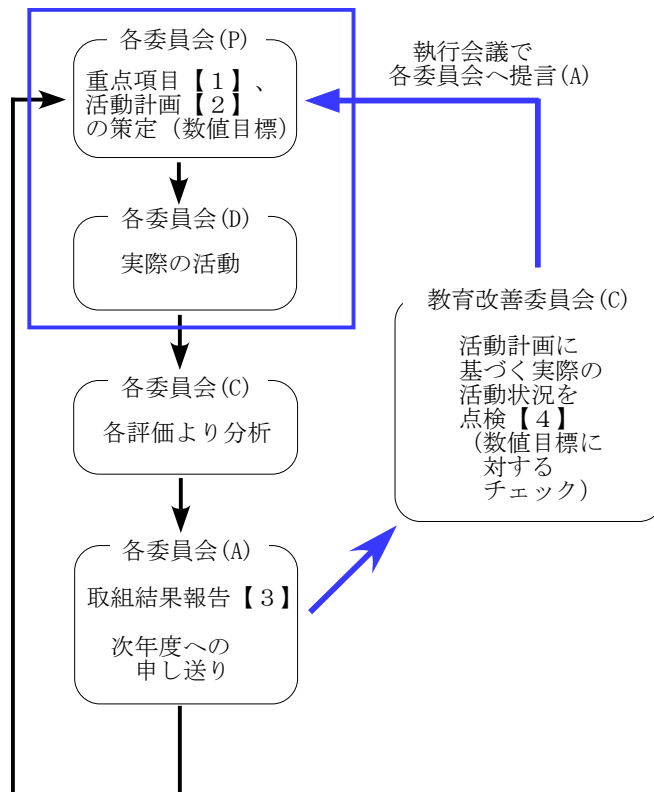 各委員会(P)
重点項目【１】、
活動計画【２】
の策定（数値目標）
執行会議で
各委員会へ提言(A)
各委員会(D)
実際の活動
教育改善委員会(C)
活動計画に
基づく実際の
活動状況を
点検【４】
（数値目標に
対する
チェック）
各委員会(C)
各評価より分析
各委員会(A)
取組結果報告【３】
次年度への
申し送り